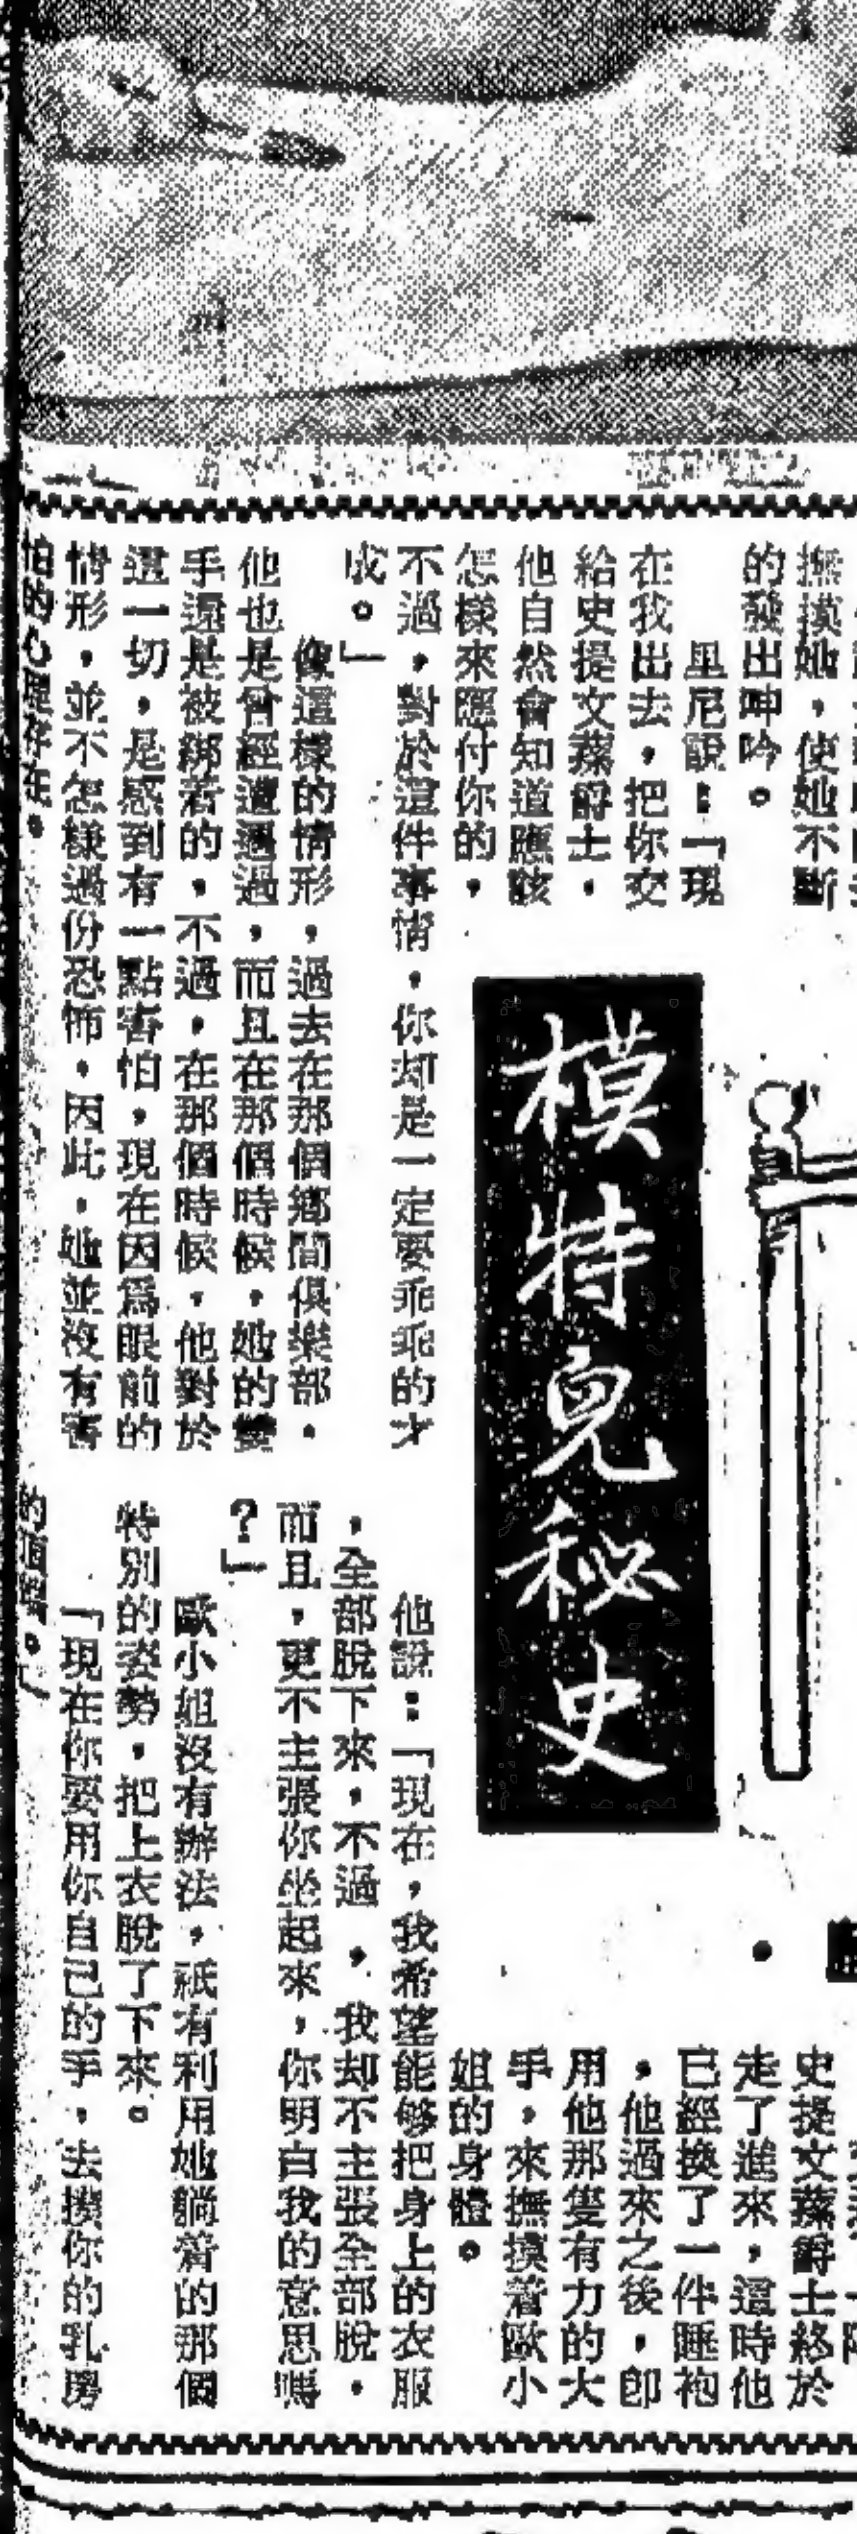 撫摸她，使她不斷
的發出呻吟。
里尼說：「現
在我出去，把你交
給史提文蓀爵士，
他自然會知道應該
怎樣來應付你的，
不過，對於這件事情，你却是一定要乖乖的才
成。」
像這樣的情形，過去在那個鄉間俱樂部，
他也是曾經遭遇過，而且在那個時候，她的雙
手還是被綁着的，不過，在那個時候，他對於
這一切，是感到有一點害怕，現在因爲眼前的
情形，並不怎樣過份恐怖，因此，她並沒有害
怕的心理存在。
模特兒秘史
史提文蓀爵士終於
走了進來，這時他
已經換了一件睡袍
，他過來之後，卽
用他那隻有力的大
手，來撫摸着歐小
姐的身體。
他說：「現在，我希望能够把身上的衣服
，全部脫下來，不過，我却不主張全部脫，
而且，更不主張你坐起來，你明白我的意思嗎
？」
歐小姐沒有辦法，祇有利用她躺着的那個
特別的姿勢，把上衣脫了下來。
「現在你要用你自己的手，去摸你的乳房